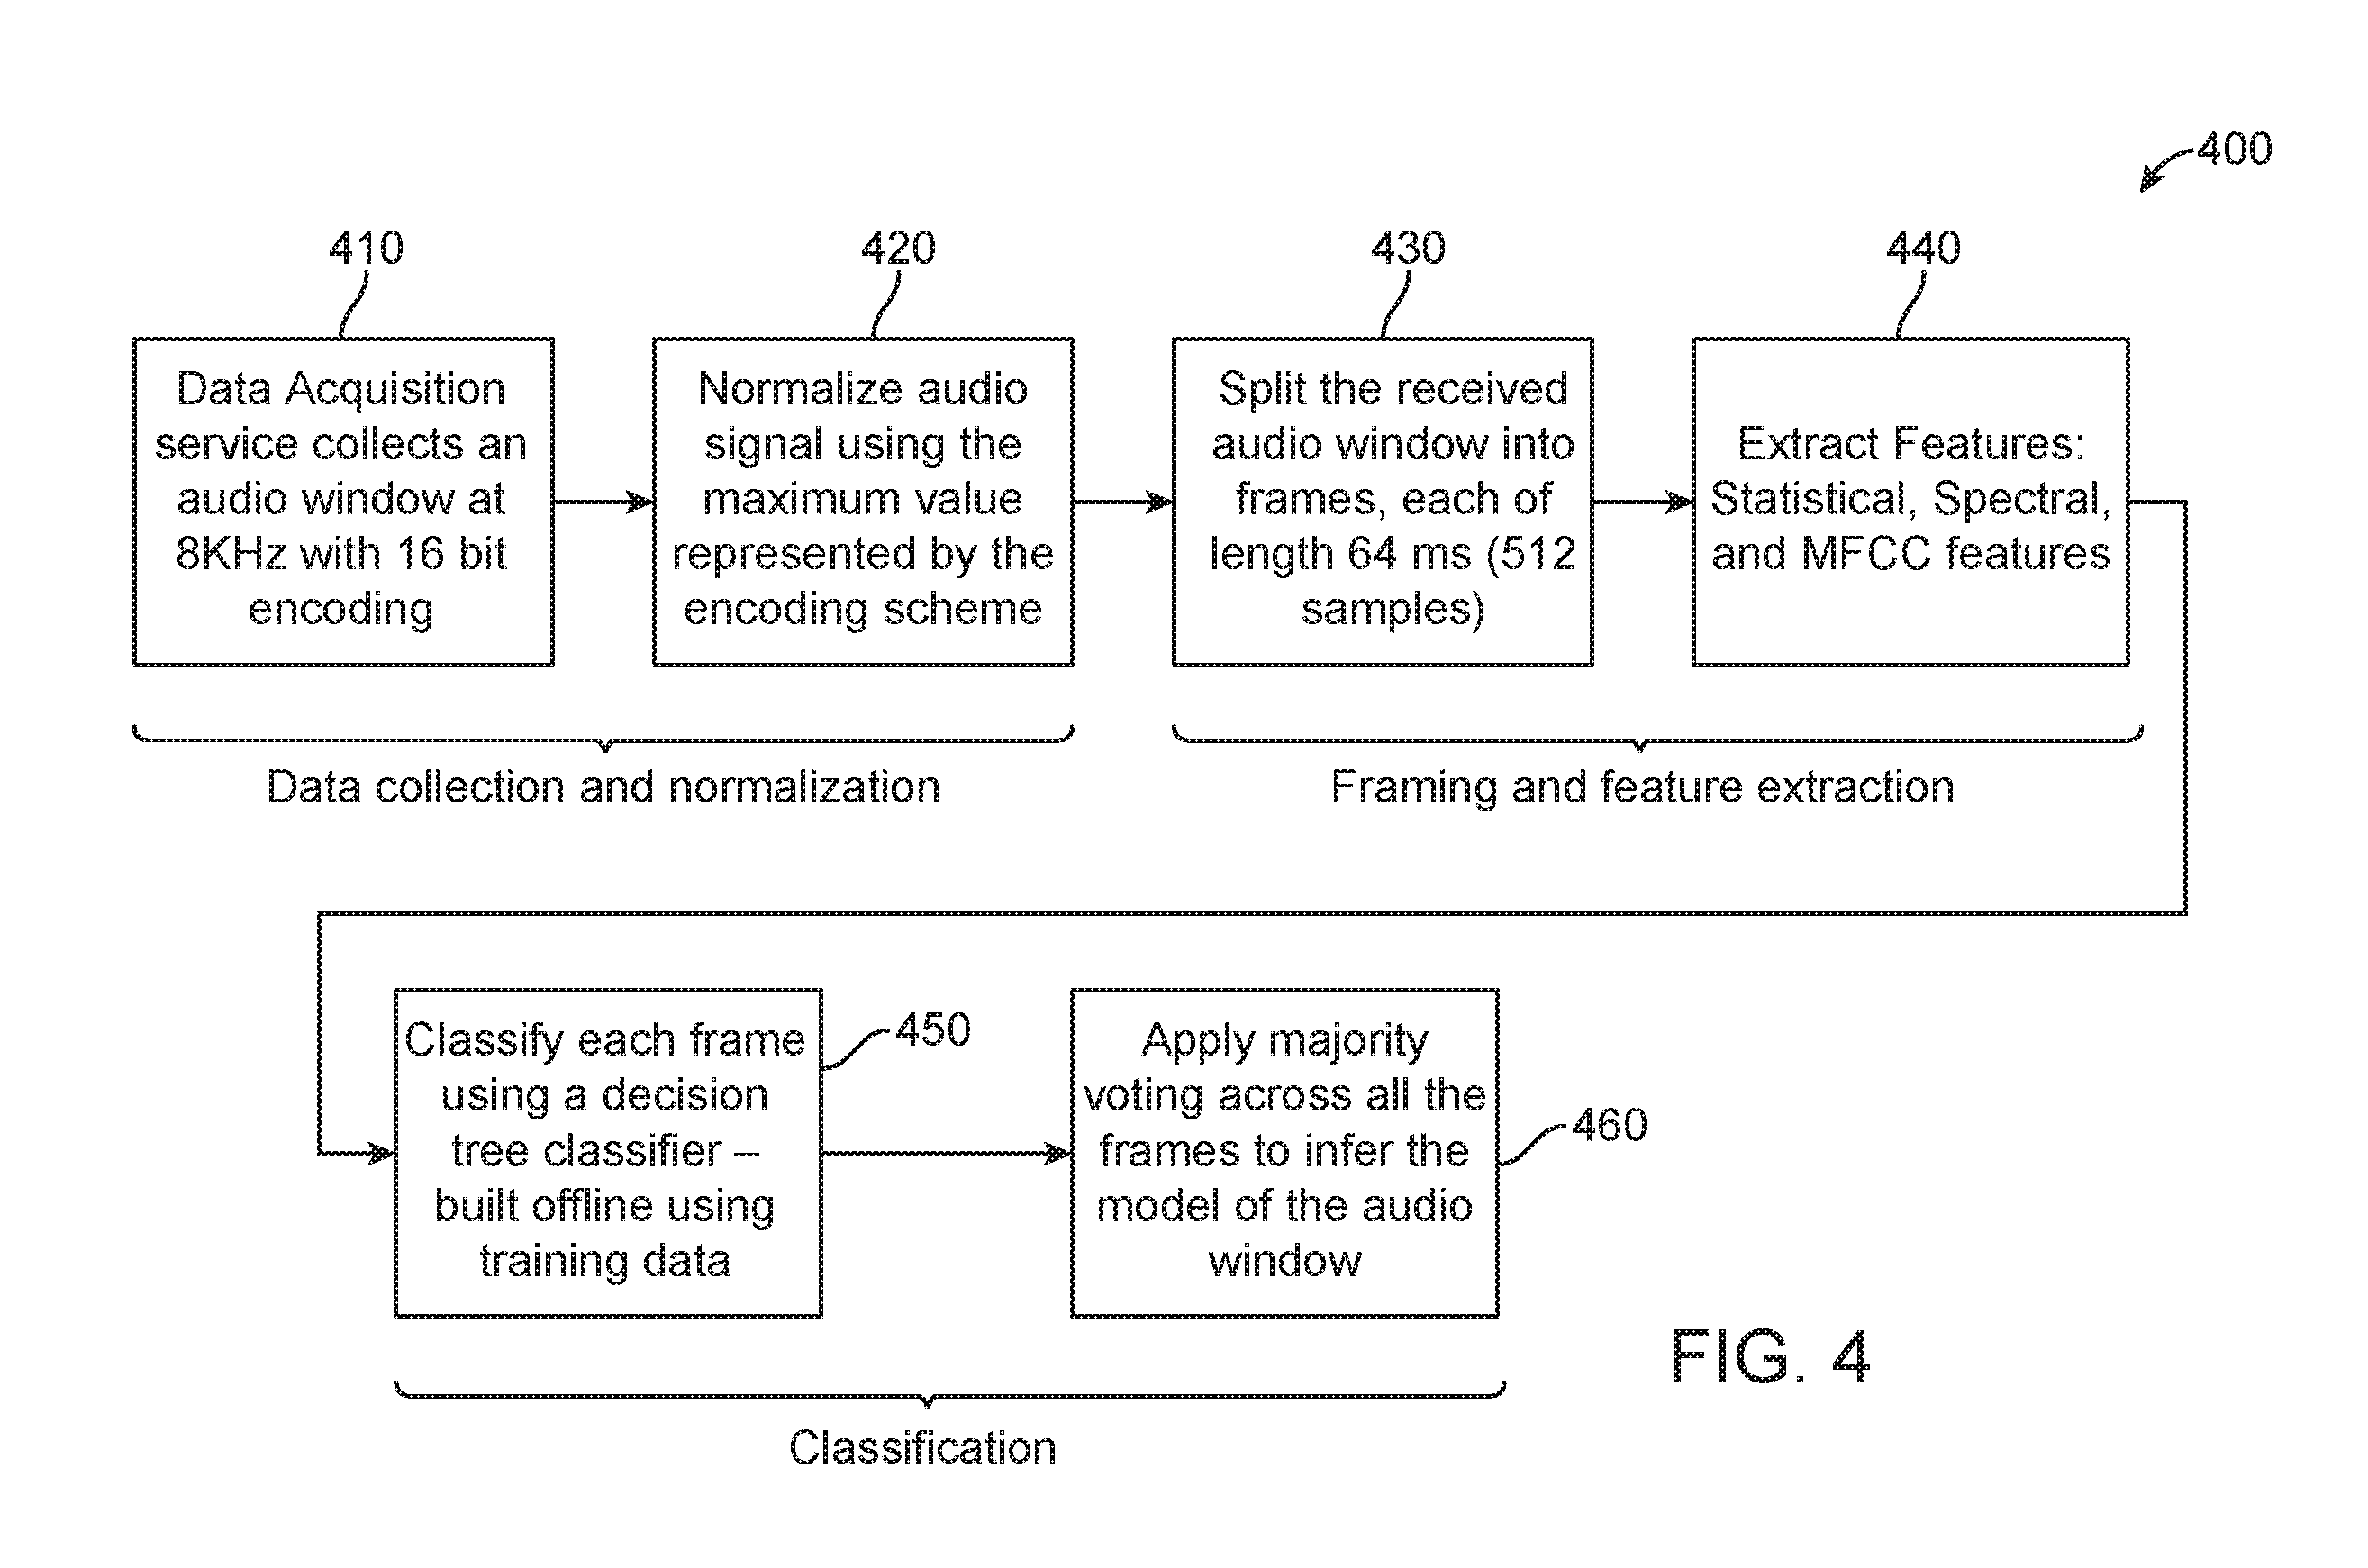 400
410
Data Acquisition
service collects an
audio window at
8KHz with 16 bit
encoding
420
Normalize audio
signal using the
maximum value
represented by the
encoding scheme
430
Split the received
audio window into
frames, each of
length 64 ms (512
samples)
440
Extract Features:
Statistical, Spectral,
and MFCC features
Data collection and normalization
Framing and feature extraction
Classify each frame
using a decision
tree classifier –
built offline using
training data
450
Apply majority
voting across all the
frames to infer the
model of the audio
window
460
Classification
FIG. 4